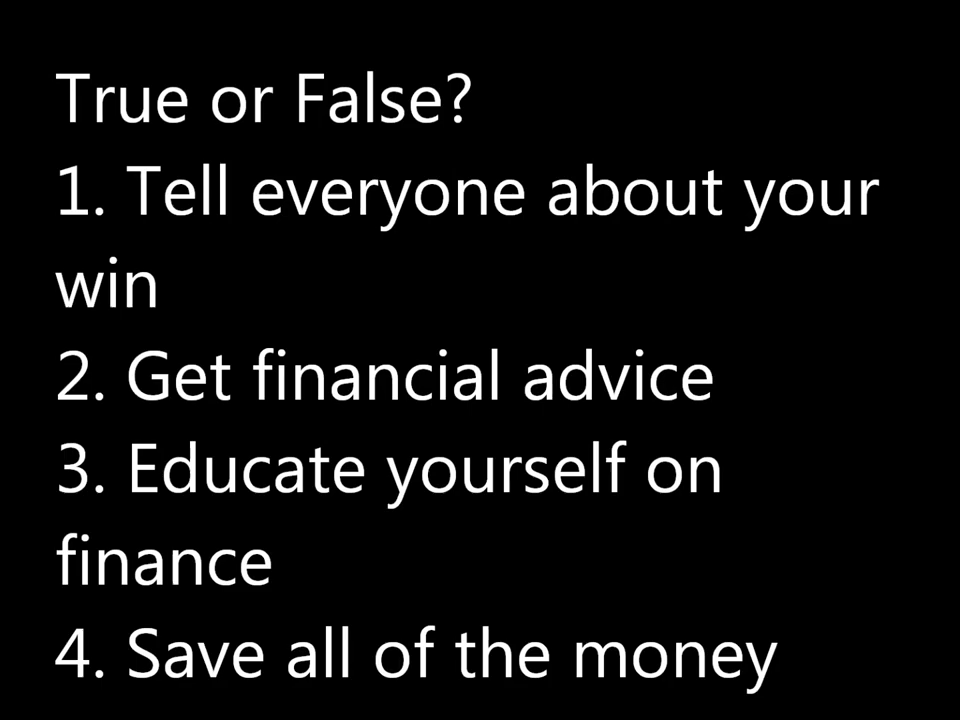 True or False?
1. Tell everyone about your
win
2. Get financial advice
3. Educate yourself on
finance
4. Save all of the money